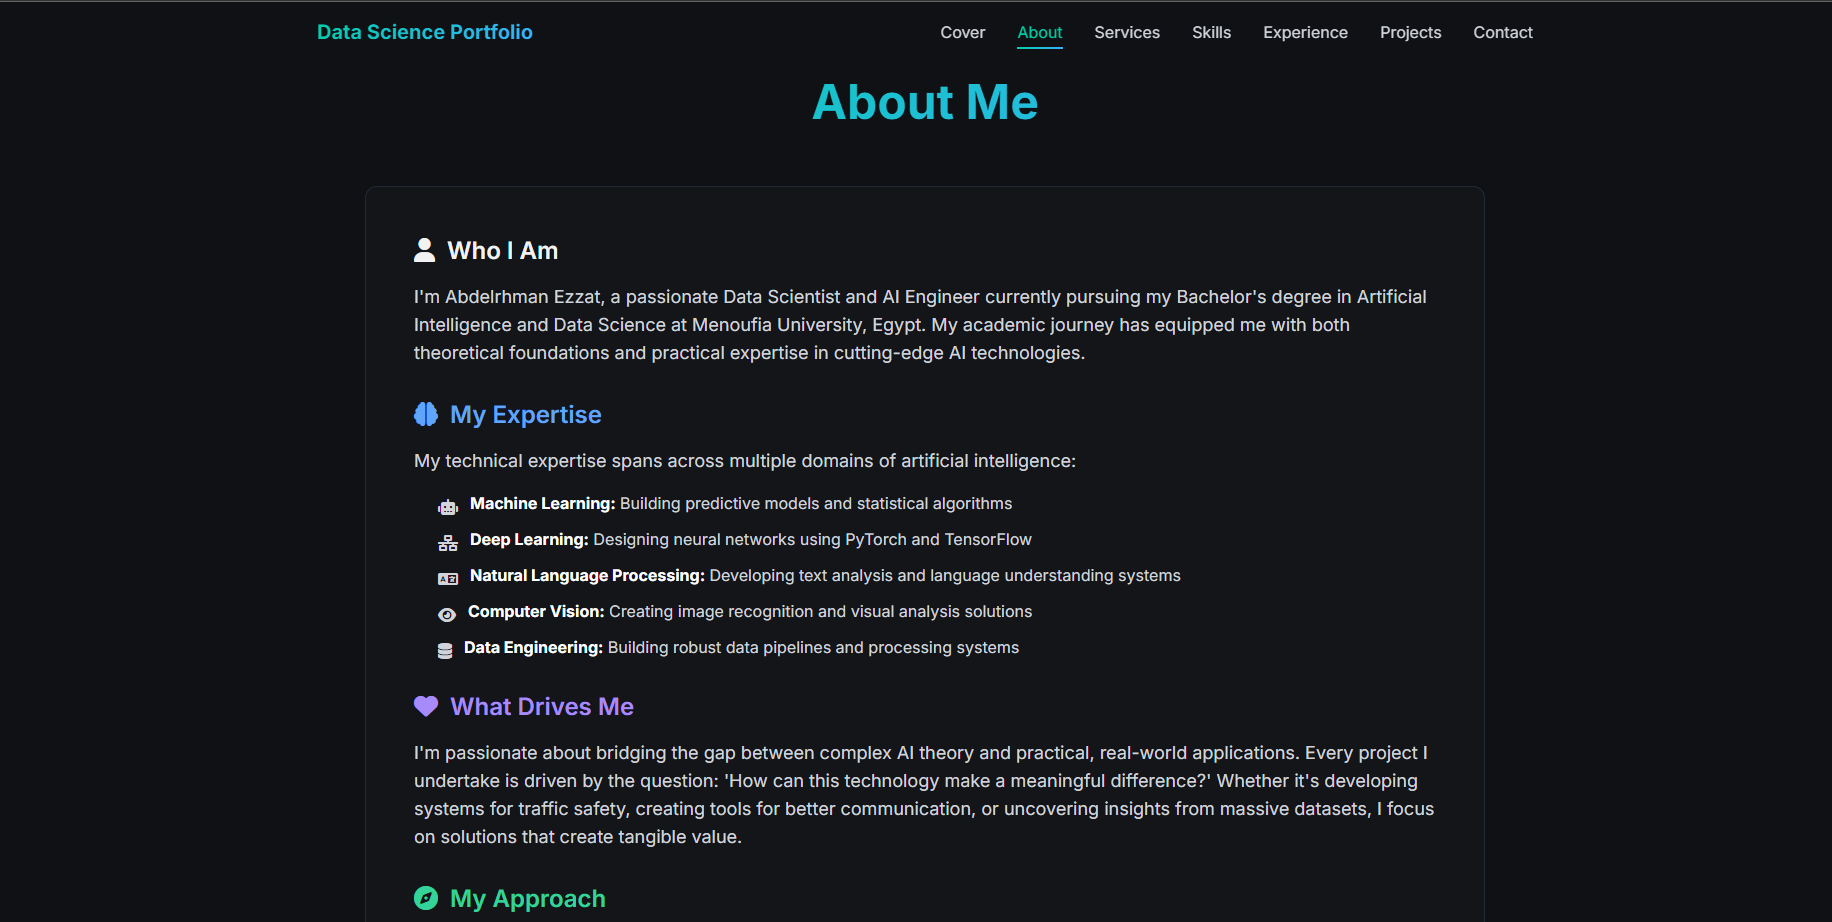 Data Science Portfolio
Cover About Services Skills Experience Projects Contact
About Me
Who I Am
I'm Abdelrhman Ezzat, a passionate Data Scientist and AI Engineer currently pursuing my Bachelor's degree in Artificial
Intelligence and Data Science at Menoufia University, Egypt. My academic journey has equipped me with both
theoretical foundations and practical expertise in cutting-edge AI technologies.
My Expertise
My technical expertise spans across multiple domains of artificial intelligence:
Machine Learning: Building predictive models and statistical algorithms
Deep Learning: Designing neural networks using PyTorch and TensorFlow
Natural Language Processing: Developing text analysis and language understanding systems
Computer Vision: Creating image recognition and visual analysis solutions
Data Engineering: Building robust data pipelines and processing systems
What Drives Me
I'm passionate about bridging the gap between complex AI theory and practical, real-world applications. Every project I
undertake is driven by the question: 'How can this technology make a meaningful difference?' Whether it's developing
systems for traffic safety, creating tools for better communication, or uncovering insights from massive datasets, I focus
on solutions that create tangible value.
My Approach